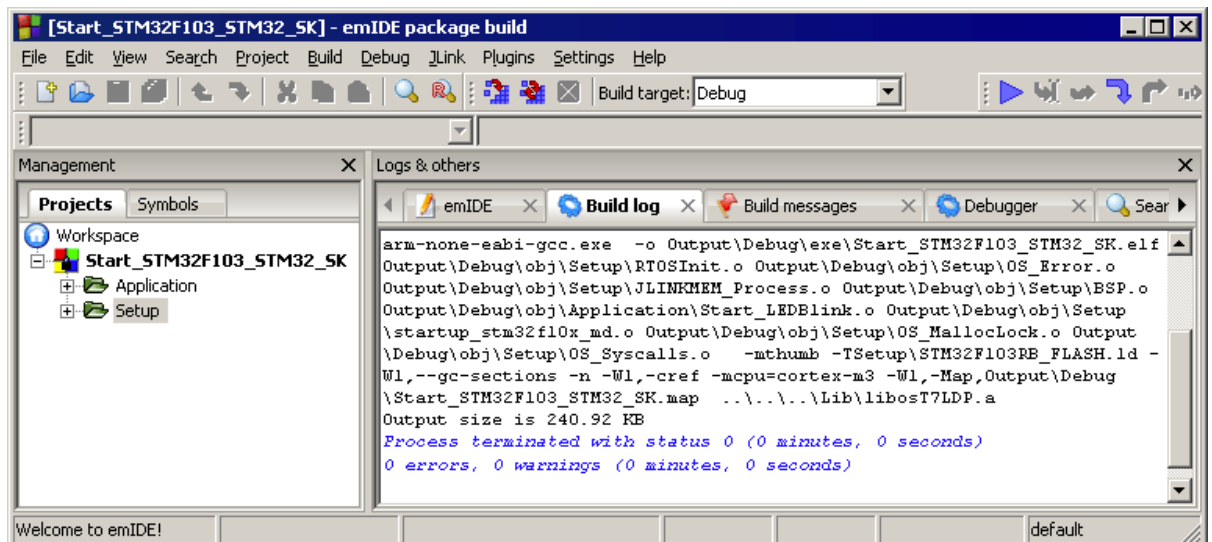 [Start_STM32F103_STM32_SK] - emIDE package build
File Edit View Search Project Build Debug JLink Plugins Settings Help
Build target: Debug
Management
Logs & others
Projects Symbols
emIDE Build log Build messages Debugger Sear
Workspace
Start_STM32F103_STM32_SK
Application
Setup
arm-none-eabi-gcc.exe -o Output\Debug\exe\Start_STM32F103_STM32_SK.elf
Output\Debug\obj\Setup\RTOSInit.o Output\Debug\obj\Setup\OS_Error.o
Output\Debug\obj\Setup\JLINKMEM_Process.o Output\Debug\obj\Setup\BSP.o
Output\Debug\obj\Application\Start_LEDBlink.o Output\Debug\obj\Setup
\startup_stm32f10x_md.o Output\Debug\obj\Setup\OS_MallocLock.o Output
\Debug\obj\Setup\OS_Syscalls.o -mthumb -TSetup\STM32F103RB_FLASH.ld -
Wl,--gc-sections -n -Wl,-cref -mcpu=cortex-m3 -Wl,-Map,Output\Debug
\Start_STM32F103_STM32_SK.map ..\..\..\Lib\libosT7LDP.a
Output size is 240.92 KB
Process terminated with status 0 (0 minutes, 0 seconds)
0 errors, 0 warnings (0 minutes, 0 seconds)
Welcome to emIDE!
default